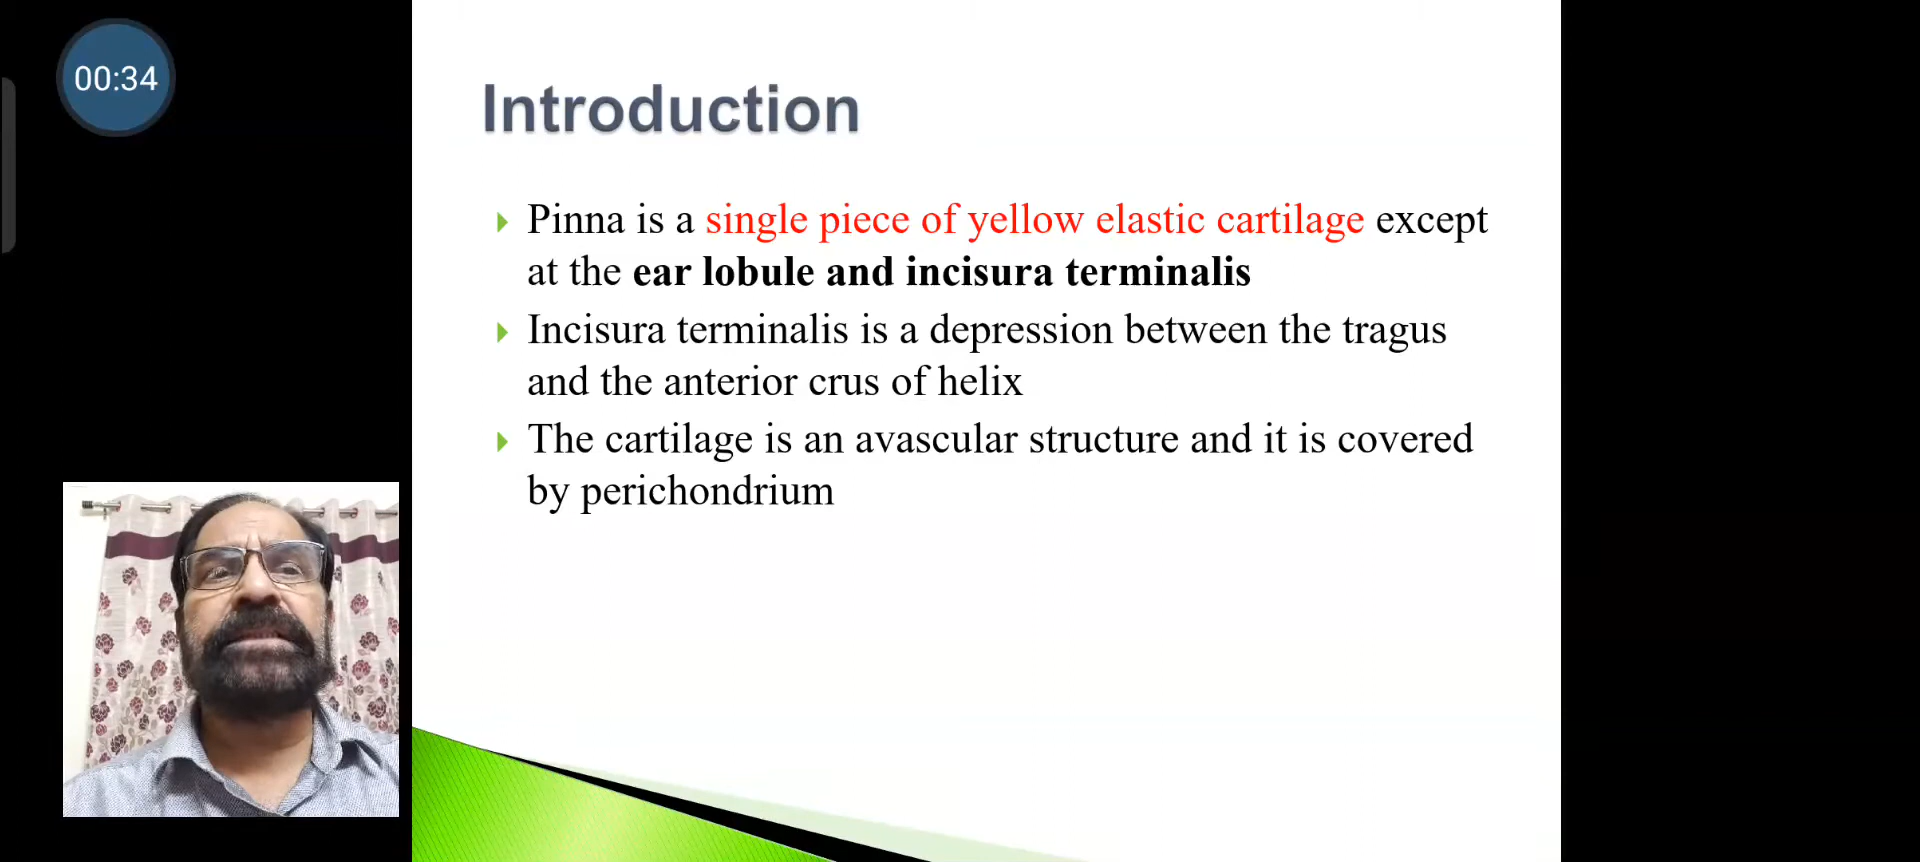 00:34
Introduction
Pinna is a single piece of yellow elastic cartilage except
at the ear lobule and incisura terminalis
Incisura terminalis is a depression between the tragus
and the anterior crus of helix
The cartilage is an avascular structure and it is covered
by perichondrium